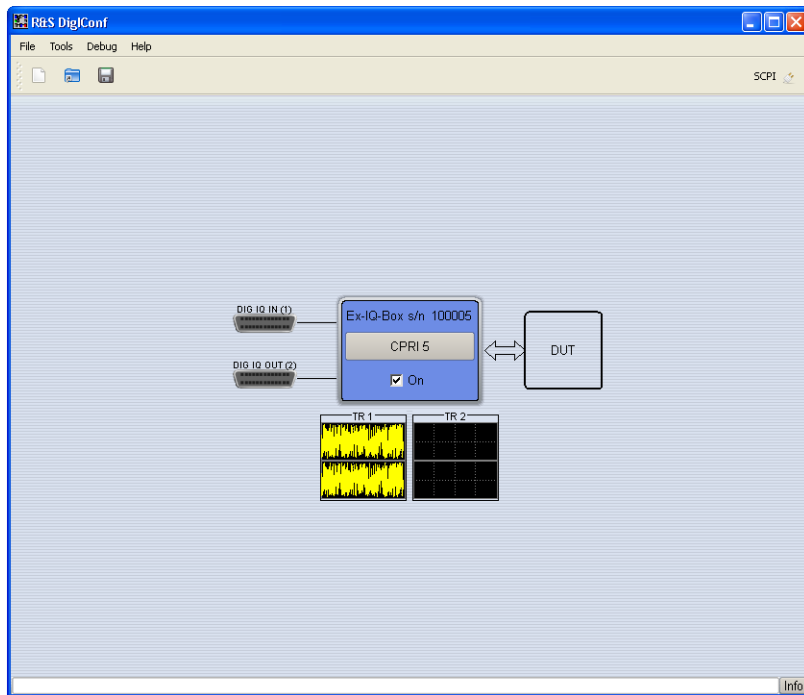 R&S DigIConf
File Tools Debug Help
SCPI
DIG IQ IN (1)
Ex-IQ-Box s/n 100005
CPRI 5
DIG IQ OUT (2)
On
DUT
TR 1
TR 2
Info